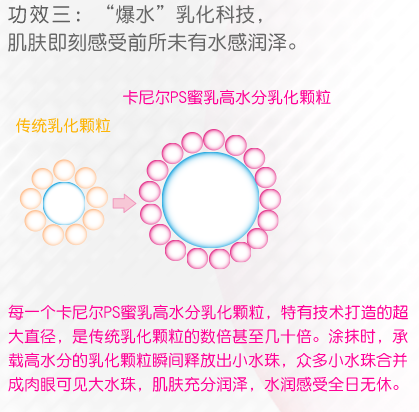 功效三：“爆水”乳化科技，
肌肤即刻感受前所未有水感润泽。
卡尼尔PS蜜乳高水分乳化颗粒
传统乳化颗粒
每一个卡尼尔PS蜜乳高水分乳化颗粒，特有技术打造的超
大直径，是传统乳化颗粒的数倍甚至几十倍。涂抹时，承
载高水分的乳化颗粒瞬间释放出小水珠，众多小水珠合并
成肉眼可见大水珠，肌肤充分润泽，水润感受全日无休。